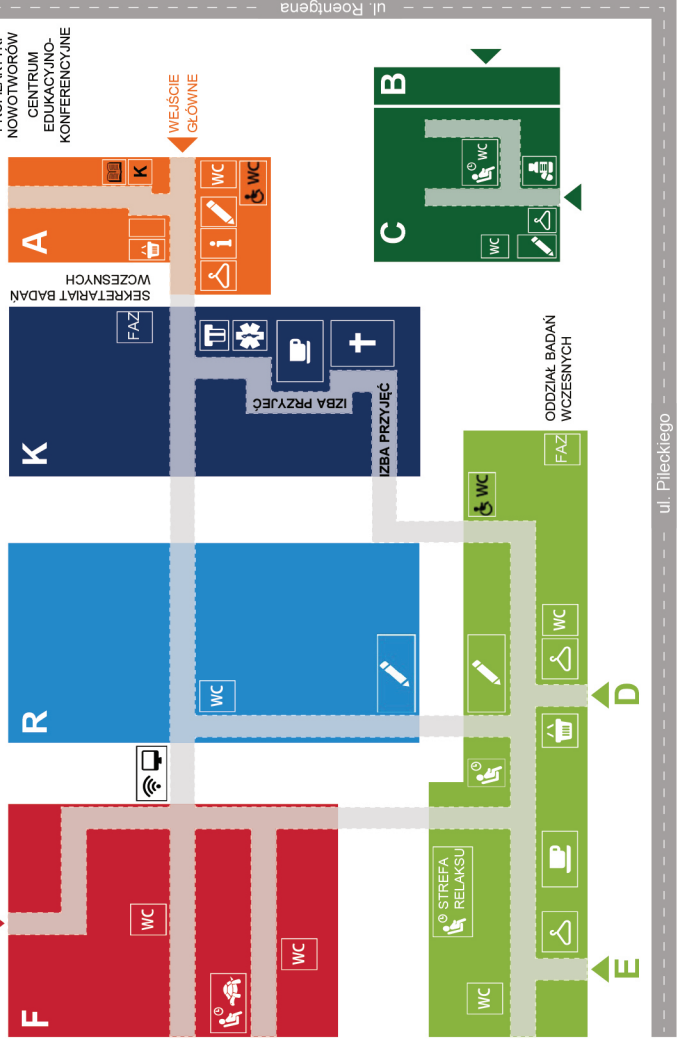 ul. Roentgena
NOWOTWORÓW
CENTRUM
EDUKACYJNO-
KONFERENCYJNE
WEJŚCIE
GŁÓWNE
A
K
WC
i
WC
SEKRETARIAT BADAŃ
WCZESNYCH
B
C
WC
WC
K
FAZ
IZBA PRZYJĘĆ
IZBA PRZYJĘĆ
ODDZIAŁ BADAŃ
WCZESNYCH
FAZ
WC
R
WC
WC
D
F
WC
WC
STREFA
RELAKSU
WC
E
ul. Pileckiego